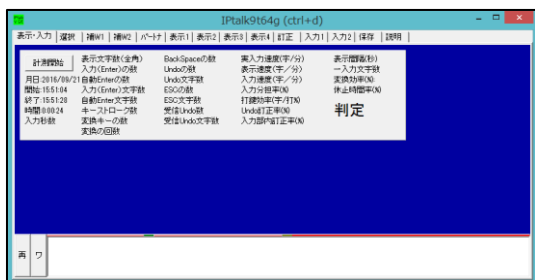 IPtalk9t64g (ctrl+d)
表示・入力 選択 補W1 補W2 パートナ 表示1 表示2 表示3 表示4 訂正 入力1 入力2 保存 説明
計測開始
月日:2016/09/21
開始:15:51:04
終了:15:51:28
時間:0:00:24
入力秒数
表示文字数(全角)
入力(Enter)の数
自動Enterの数
入力(Enter)文字数
自動Enter文字数
キーストローク数
変換キーの数
変換の回数
BackSpaceの数
Undoの数
Undo文字数
ESCの数
ESC文字数
受信Undo数
受信Undo文字数
実入力速度(字/分)
表示速度(字/分)
入力速度(字/分)
入力分担率(%)
打鍵効率(字/打%)
Undo訂正率(%)
入力部内訂正率(%)
表示間隔(秒)
一入力文字数
変換効率(%)
休止時間率(%)
判定
再 ワ